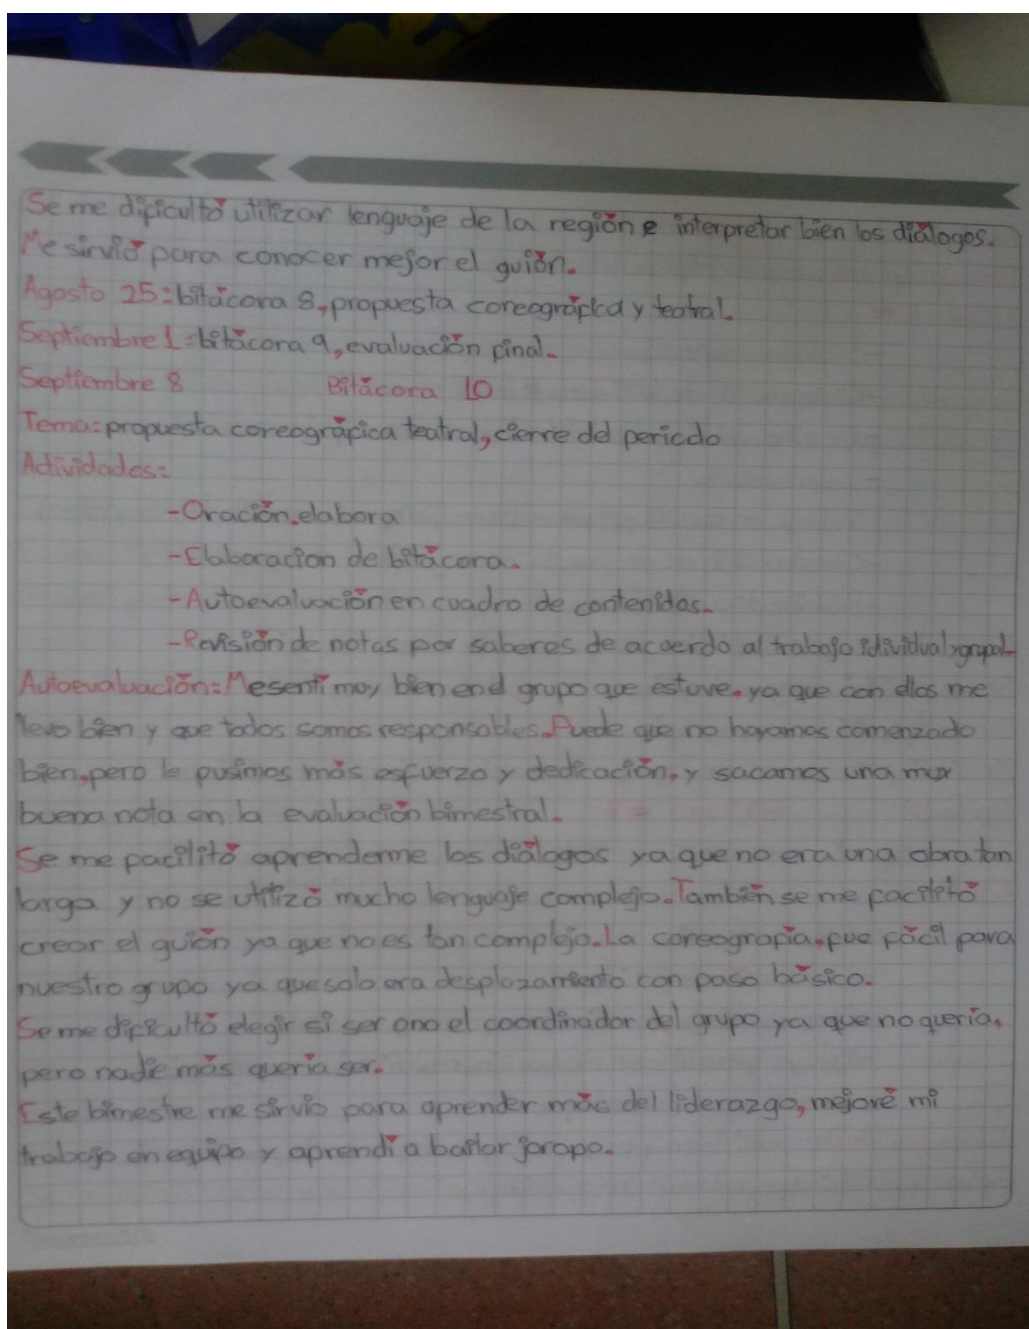 Se me dificultó utilizar lenguaje de la región e interpretar bien los diálogos.
Me sirvió para conocer mejor el guión.
Agosto 25: bitácora 8, propuesta coreográfica y teatral.
Septiembre 1: bitácora 9, evaluación final.
Septiembre 8 Bitácora 10
Tema: propuesta coreográfica teatral, cierre del periodo
Actividades:
-Oración. elabora
-Elaboracion de bitácora.
-Autoevaluación en cuadro de contenidos.
-Revisión de notas por saberes de acuerdo al trabajo idividual y grupal.
Autoevaluación: Me sentí muy bien en el grupo que estuve, ya que con ellos me
llevo bien y que todos somos responsables. Puede que no hayamos comenzado
bien, pero le pusimos más esfuerzo y dedicación, y sacamos una muy
buena nota en la evaluación bimestral.
Se me facilitó aprenderme los diálogos ya que no era una obra tan
larga y no se utilizó mucho lenguaje complejo. También se me facilitó
crear el guión ya que no es tan complejo. La coreografia, fue fácil para
nuestro grupo ya que solo era desplazamiento con paso básico.
Se me dificultó elegir si ser o no el coordinador del grupo ya que no quería,
pero nadie más quería ser.
Este bimestre me sirvio para aprender más del liderazgo, mejoré mi
trabajo en equipo y aprendí a bailar joropo.